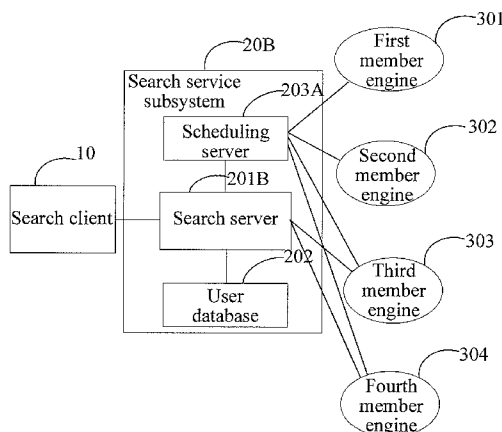 301
20B
First
member
engine
Search service
subsystem
203A
Scheduling
server
302
Second
member
engine
10
201B
Search client
Search server
303
202
Third
member
engine
User
database
304
Fourth
member
engine